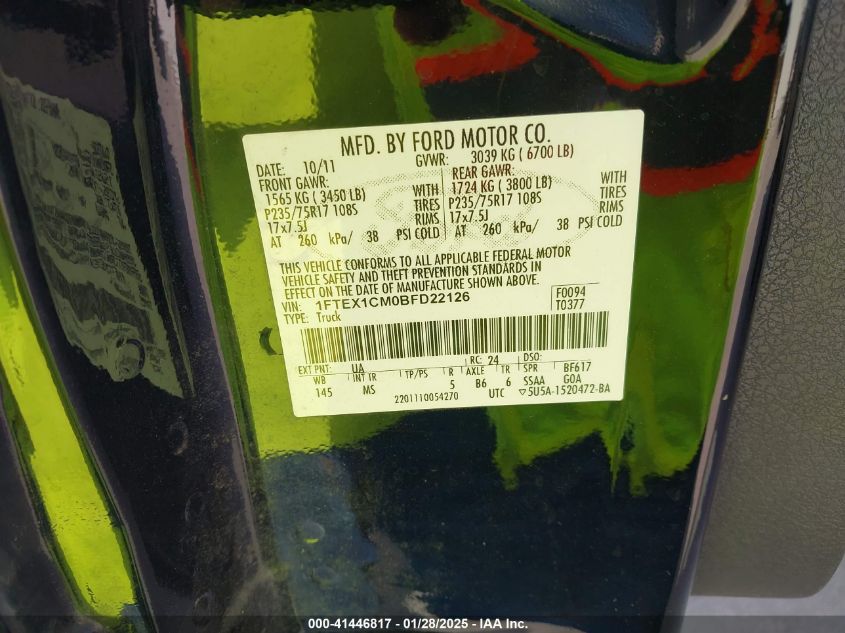 MFD. BY FORD MOTOR CO.
DATE: 10/11 GVWR: 3039 KG ( 6700 LB)
FRONT GAWR: REAR GAWR:
1565 KG ( 3450 LB) WITH 1724 KG ( 3800 LB) WITH
P235/75R17 108S TIRES P235/75R17 108S TIRES
17x7.5J RIMS 17x7.5J RIMS
AT 260 kPa/ 38 PSI COLD AT 260 kPa/ 38 PSI COLD
THIS VEHICLE CONFORMS TO ALL APPLICABLE FEDERAL MOTOR
VEHICLE SAFETY AND THEFT PREVENTION STANDARDS IN
EFFECT ON THE DATE OF MANUFACTURE SHOWN ABOVE.
VIN: 1FTEX1CM0BFD22126 F0094
TYPE: Truck T0377
EXT PNT: UA RC: 24 DSO:
WB INT TR TP/PS R AXLE TR SPR BF617
145 MS 5 B6 6 SSAA GOA
2201110054270 UTC ▽5U5A-1520472-BA
000-41446817 - 01/28/2025 - © IAA Inc.